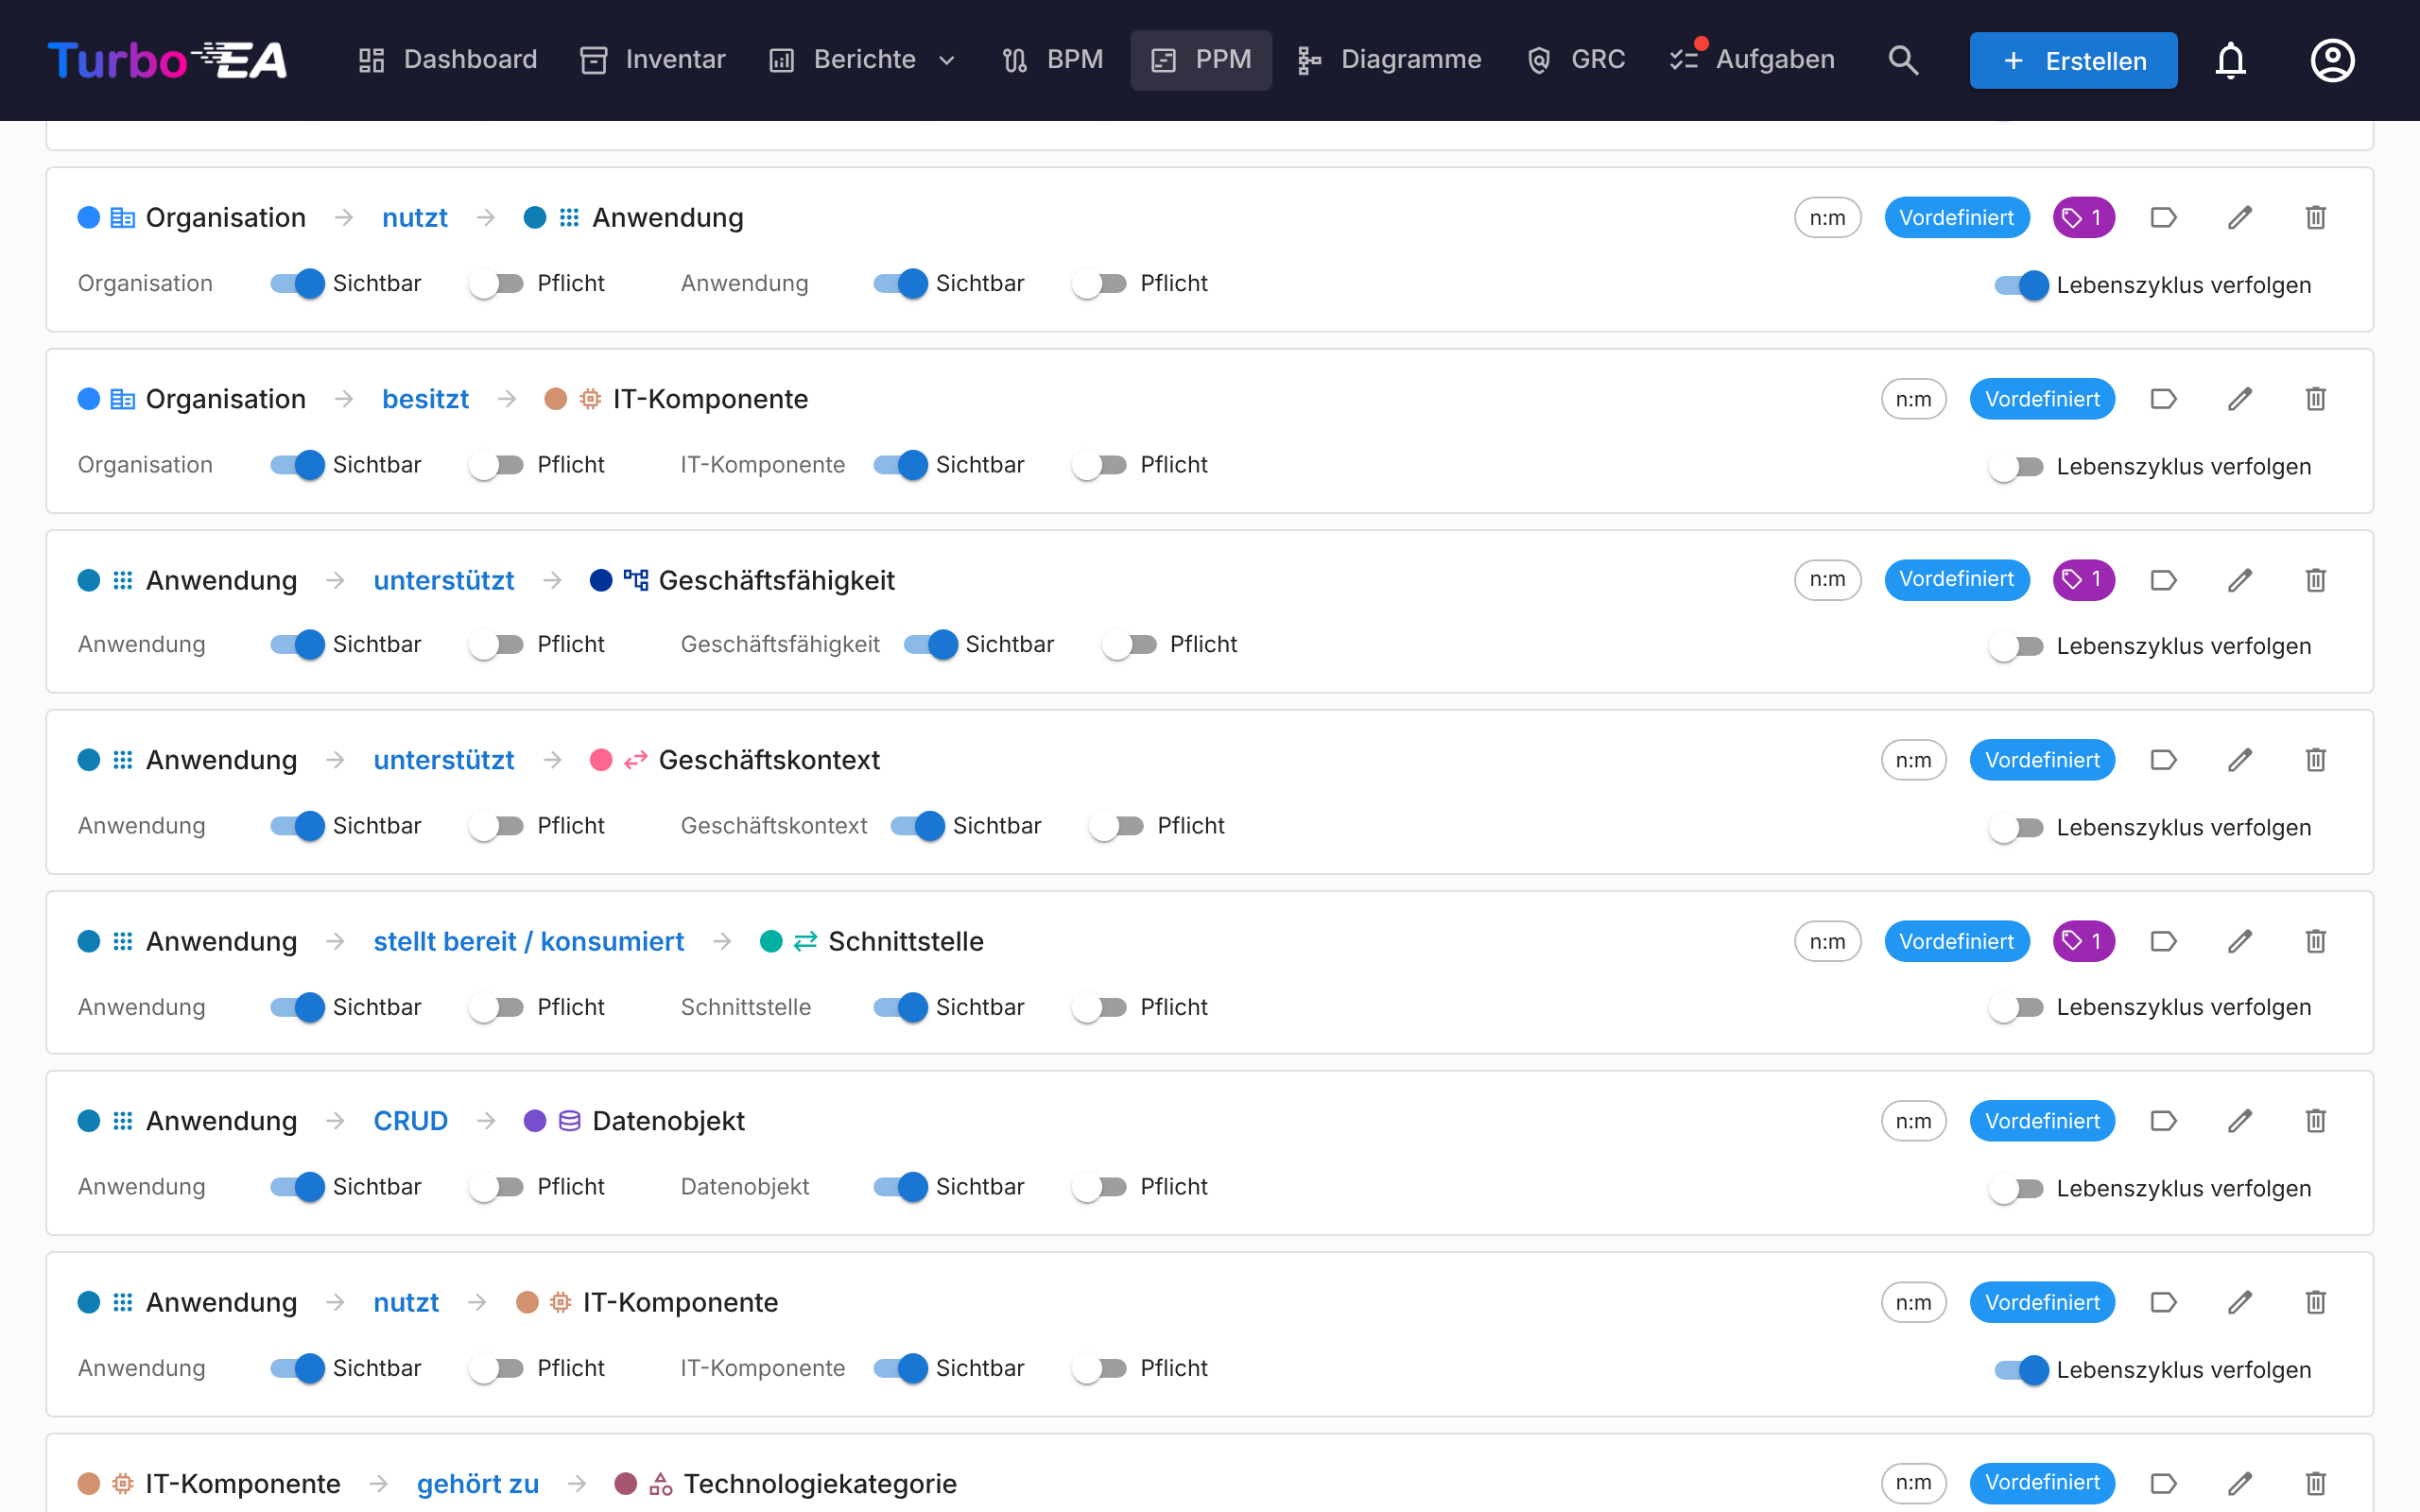 Turbo EA Dashboard Inventar Berichte BPM PPM Diagramme GRC Aufgaben + Erstellen
Organisation → nutzt → Anwendung n:m Vordefiniert 1
Organisation Sichtbar Pflicht Anwendung Sichtbar Pflicht Lebenszyklus verfolgen
Organisation → besitzt → IT-Komponente n:m Vordefiniert
Organisation Sichtbar Pflicht IT-Komponente Sichtbar Pflicht Lebenszyklus verfolgen
Anwendung → unterstützt → Geschäftsfähigkeit n:m Vordefiniert 1
Anwendung Sichtbar Pflicht Geschäftsfähigkeit Sichtbar Pflicht Lebenszyklus verfolgen
Anwendung → unterstützt → Geschäftskontext n:m Vordefiniert
Anwendung Sichtbar Pflicht Geschäftskontext Sichtbar Pflicht Lebenszyklus verfolgen
Anwendung → stellt bereit / konsumiert → Schnittstelle n:m Vordefiniert 1
Anwendung Sichtbar Pflicht Schnittstelle Sichtbar Pflicht Lebenszyklus verfolgen
Anwendung → CRUD → Datenobjekt n:m Vordefiniert
Anwendung Sichtbar Pflicht Datenobjekt Sichtbar Pflicht Lebenszyklus verfolgen
Anwendung → nutzt → IT-Komponente n:m Vordefiniert
Anwendung Sichtbar Pflicht IT-Komponente Sichtbar Pflicht Lebenszyklus verfolgen
IT-Komponente → gehört zu → Technologiekategorie n:m Vordefiniert